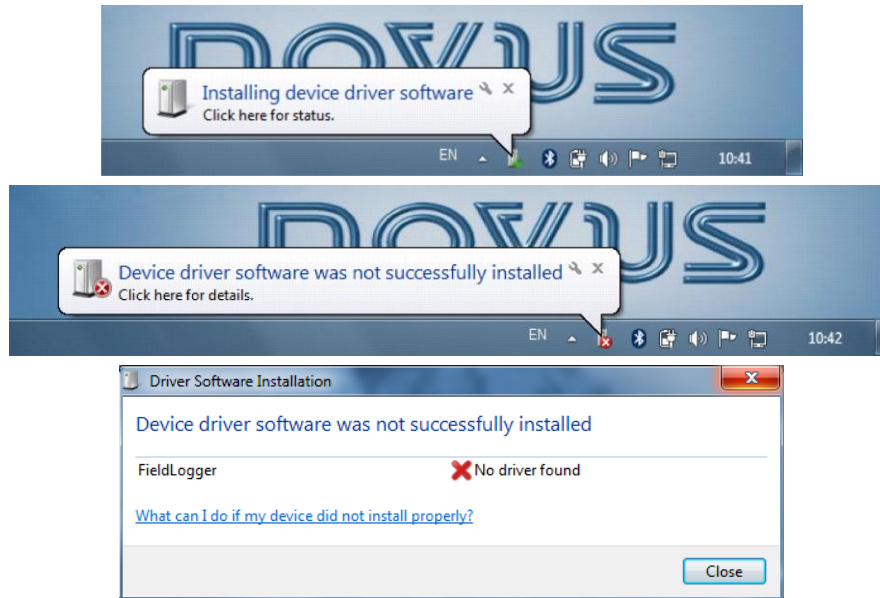 NOVUS
Installing device driver software
Click here for status.
EN
10:41
NOVUS
Device driver software was not successfully installed
Click here for details.
EN
10:42
Driver Software Installation
Device driver software was not successfully installed
FieldLogger No driver found
What can I do if my device did not install properly?
Close